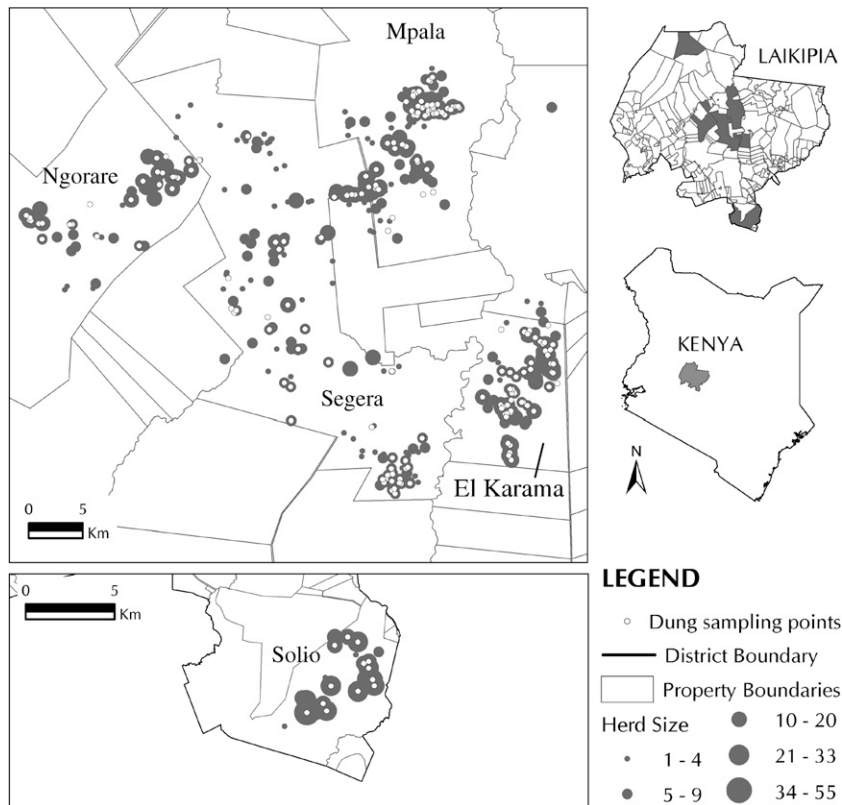 Mpala
Ngorare
Segera
El Karama
0 5
Km
0 5
Km
Solio
LAIKIPIA
KENYA
N
LEGEND
Dung sampling points
District Boundary
Property Boundaries
Herd Size
1 - 4
5 - 9
10 - 20
21 - 33
34 - 55